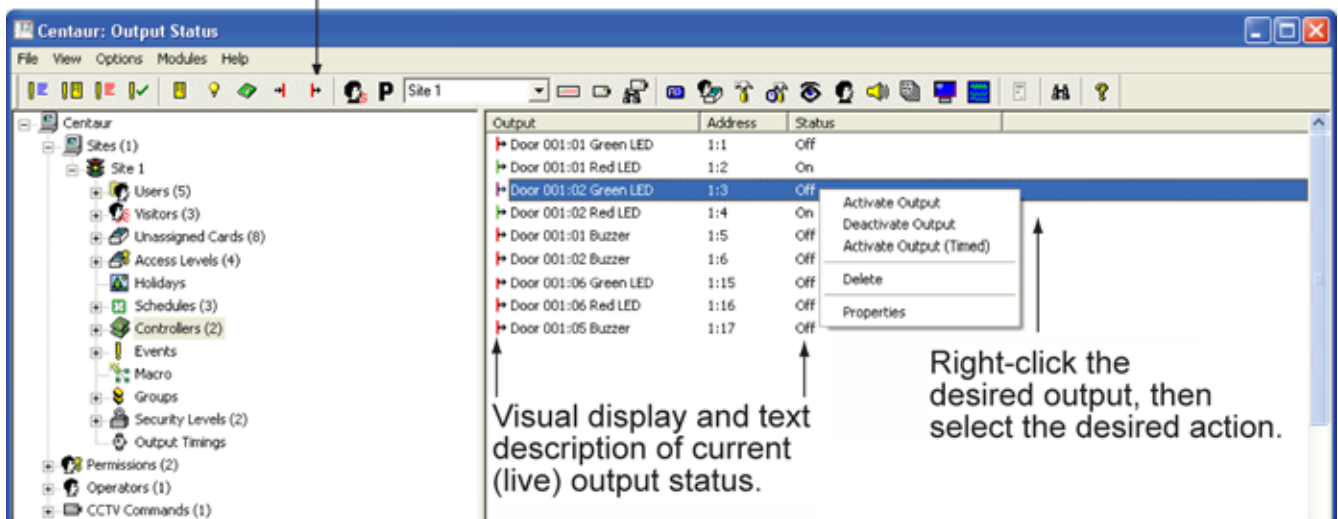 Centaur: Output Status
File View Options Modules Help
P Site 1
Centaur
Sites (1)
Site 1
Users (5)
Visitors (3)
Unassigned Cards (8)
Access Levels (4)
Holidays
Schedules (3)
Controllers (2)
Events
Macro
Groups
Security Levels (2)
Output Timings
Permissions (2)
Operators (1)
CCTV Commands (1)
Output Address Status
Door 001:01 Green LED 1:1 Off
Door 001:01 Red LED 1:2 On
Door 001:02 Green LED 1:3 Off
Door 001:02 Red LED 1:4 On
Door 001:01 Buzzer 1:5 Off
Door 001:02 Buzzer 1:6 Off
Door 001:06 Green LED 1:15 Off
Door 001:06 Red LED 1:16 Off
Door 001:05 Buzzer 1:17 Off
Activate Output
Deactivate Output
Activate Output (Timed)
Delete
Properties
Visual display and text
description of current
(live) output status.
Right-click the
desired output, then
select the desired action.